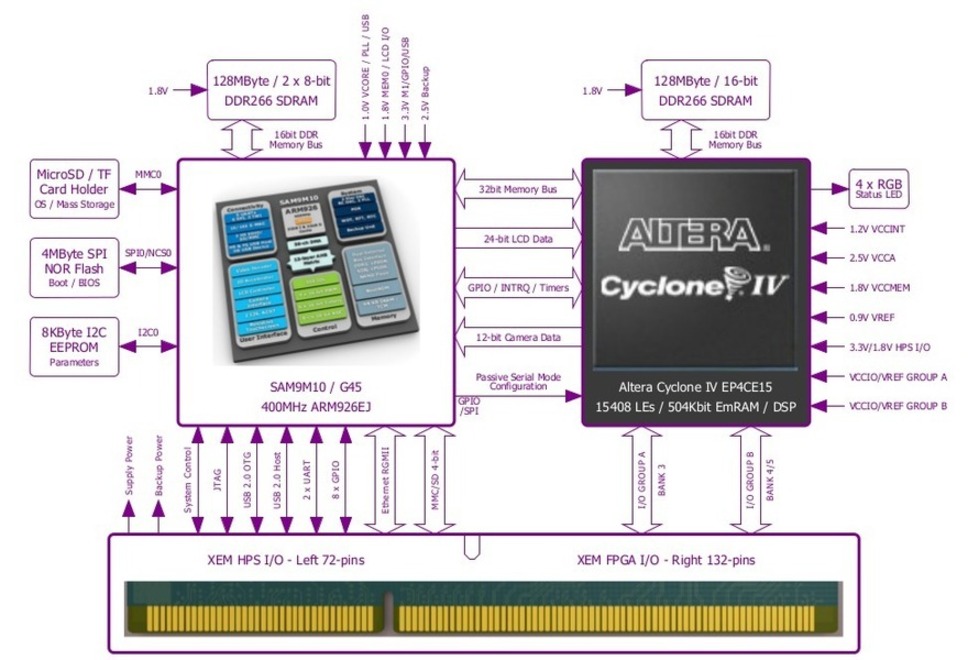 128MByte / 2 x 8-bit
DDR266 SDRAM
1.8V
16bit DDR
Memory Bus
1.0V VCORE / PLL / USB
1.8V MEM0 / LCD I/O
3.3V M1/GPIO/USB
2.5V Backup
128MByte / 16-bit
DDR266 SDRAM
1.8V
16bit DDR
Memory Bus
MicroSD / TF
Card Holder
OS / Mass Storage
MMC0
4MByte SPI
NOR Flash
Boot / BIOS
SPI0/NCS0
8KByte I2C
EEPROM
Parameters
I2C0
Connectivity
SAM9M10
ARM926
System
User Interface
Control
Memory
SAM9M10 / G45
400MHz ARM926EJ
32bit Memory Bus
24-bit LCD Data
GPIO / INTRQ / Timers
12-bit Camera Data
Passive Serial Mode
Configuration
GPIO
/SPI
ALTERA
Cyclone IV
Altera Cyclone IV EP4CE15
15408 LEs / 504Kbit EmRAM / DSP
4 x RGB
Status LED
1.2V VCCINT
2.5V VCCA
1.8V VCCMEM
0.9V VREF
3.3V/1.8V HPS I/O
VCCIO/VREF GROUP A
VCCIO/VREF GROUP B
Supply Power
Backup Power
System Control
JTAG
USB 2.0 OTG
USB 2.0 Host
2 x UART
8 x GPIO
Ethernet RGMII
MMC/SD 4-bit
I/O GROUP A
BANK 3
I/O GROUP B
BANK 4/5
XEM HPS I/O - Left 72-pins
XEM FPGA I/O - Right 132-pins